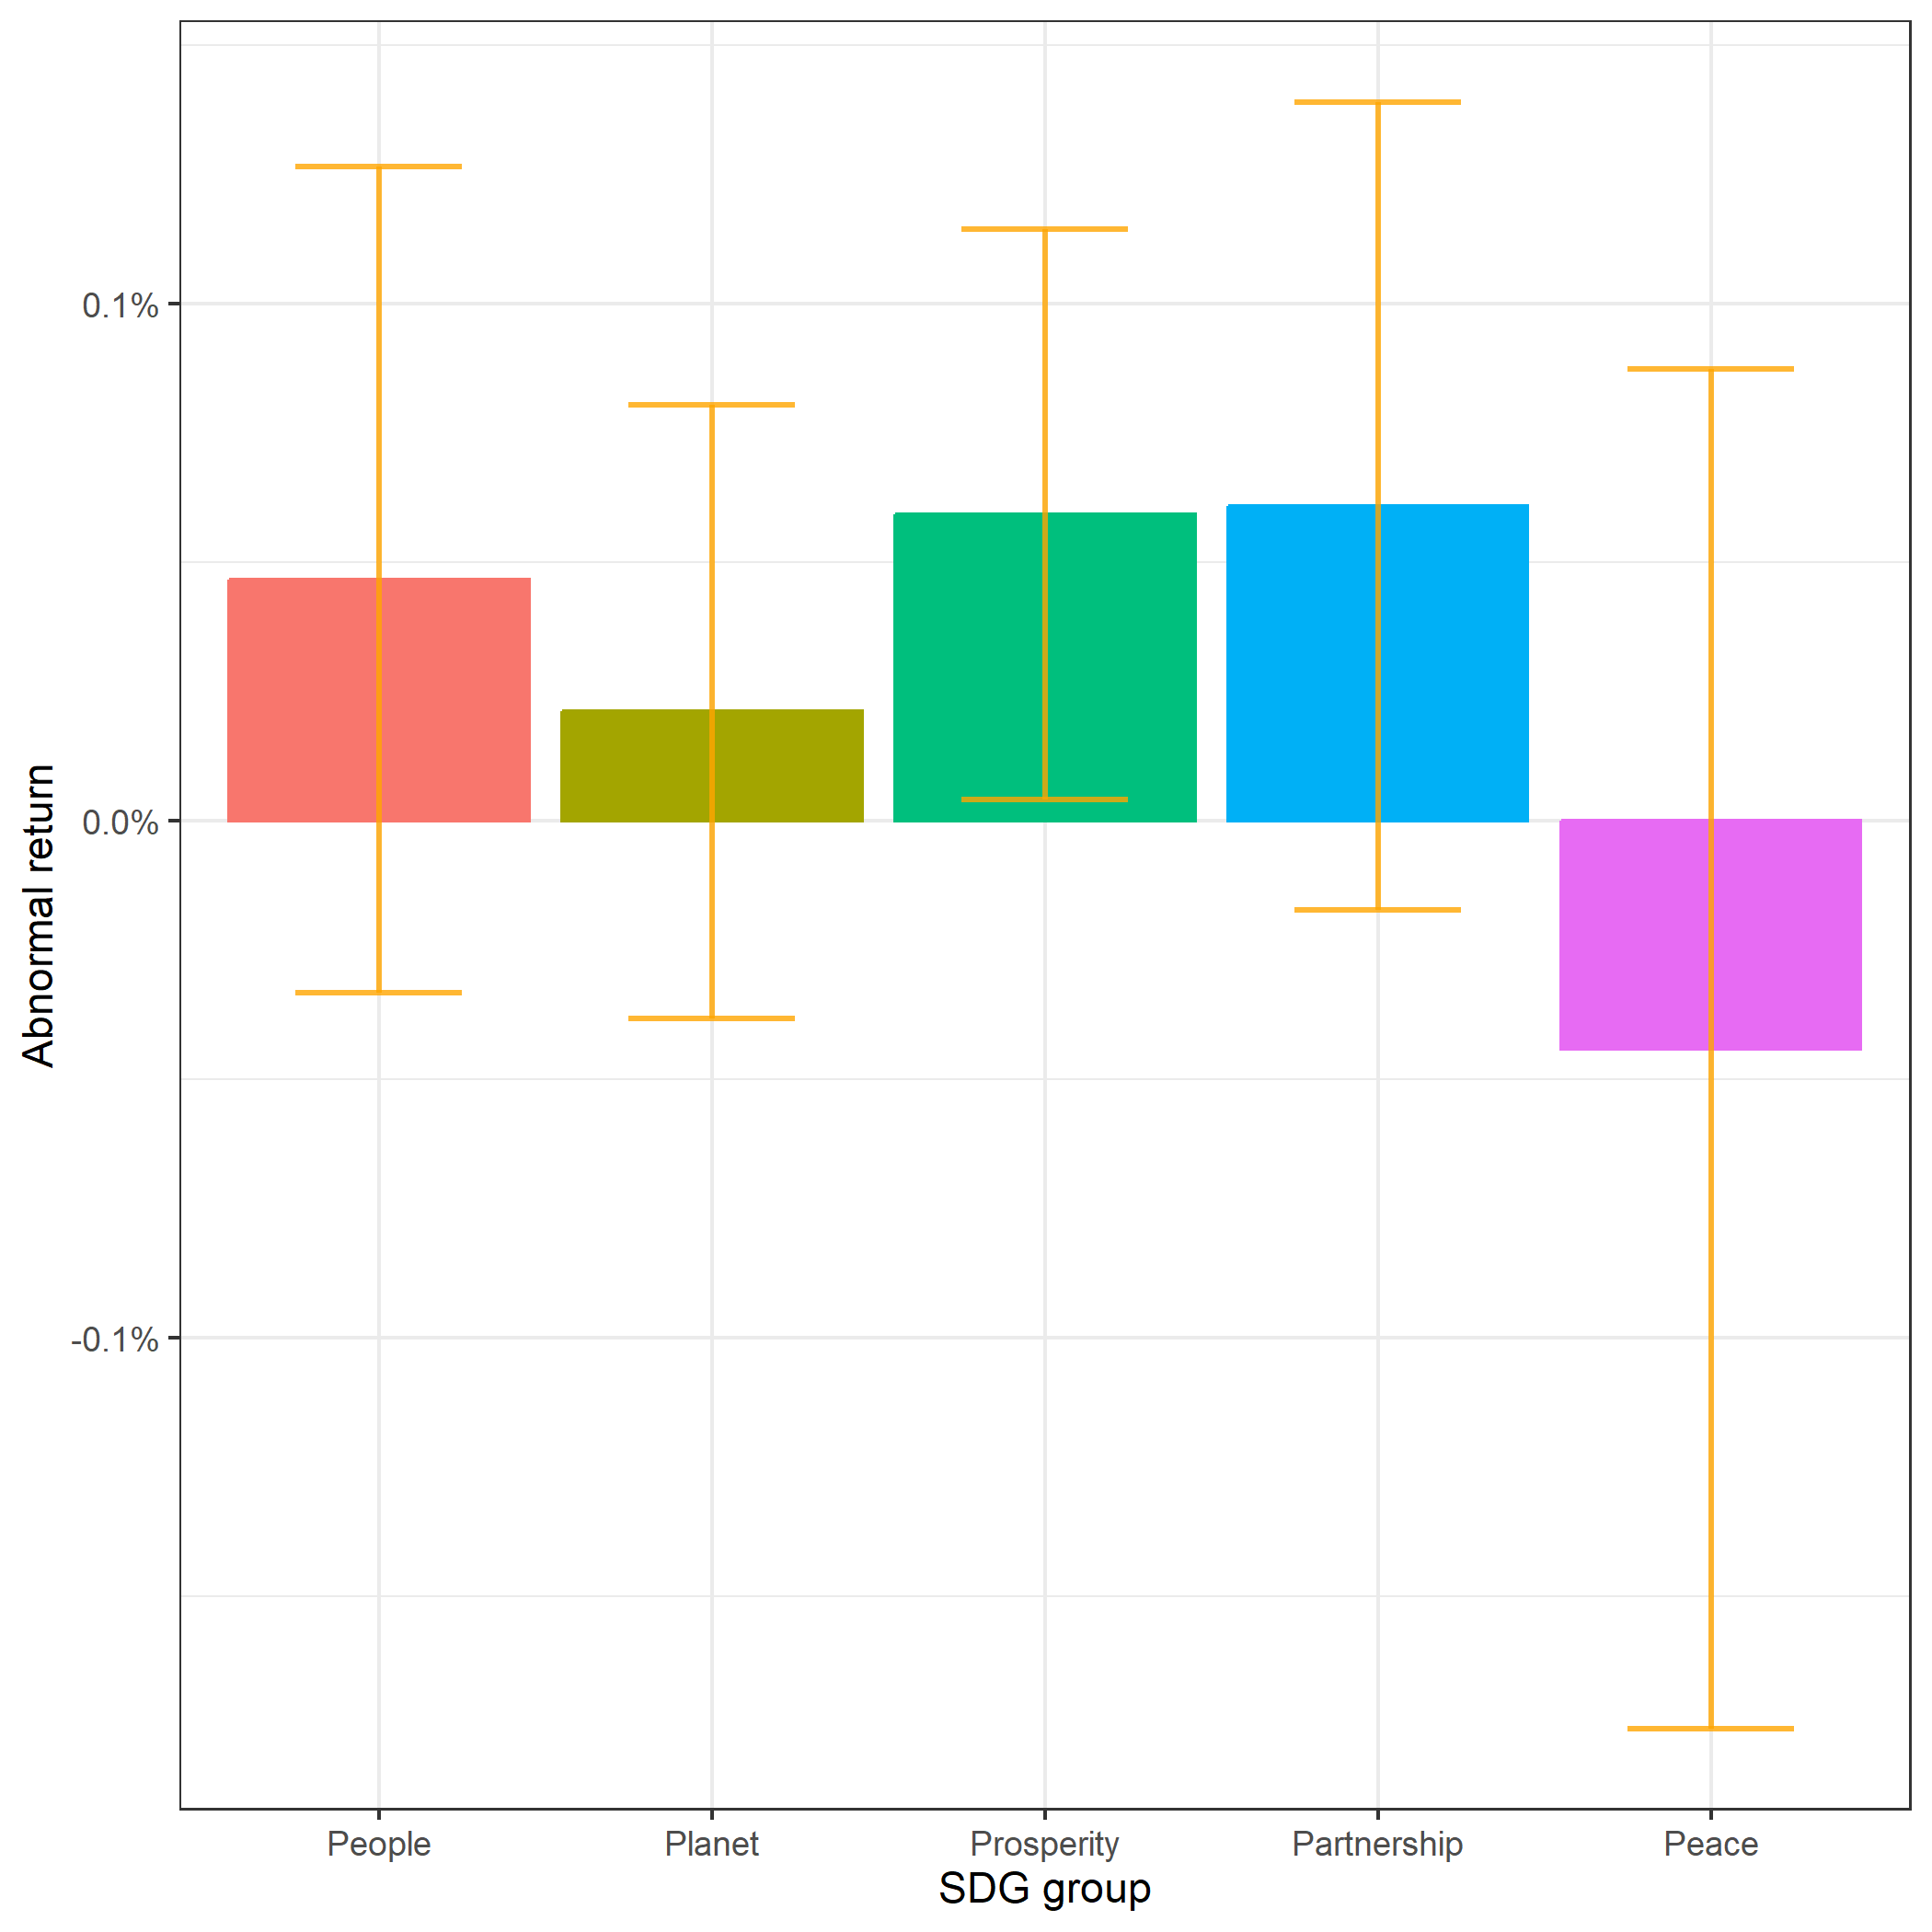 Abnormal return
0.1%
0.0%
-0.1%
People Planet Prosperity Partnership Peace
SDG group